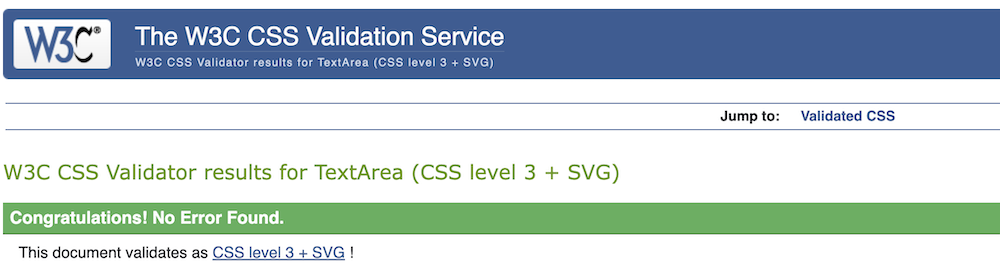 W3C®
The W3C CSS Validation Service
W3C CSS Validator results for TextArea (CSS level 3 + SVG)
Jump to: Validated CSS
W3C CSS Validator results for TextArea (CSS level 3 + SVG)
Congratulations! No Error Found.
This document validates as CSS level 3 + SVG !